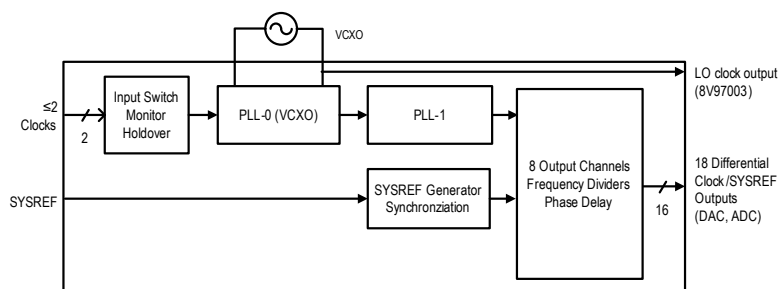 VCXO
LO clock output
(8V97003)
≤2
Clocks
2
Input Switch
Monitor
Holdover
PLL-0 (VCXO)
PLL-1
8 Output Channels
Frequency Dividers
Phase Delay
SYSREF
SYSREF Generator
Synchronziation
16
18 Differential
Clock/SYSREF
Outputs
(DAC, ADC)